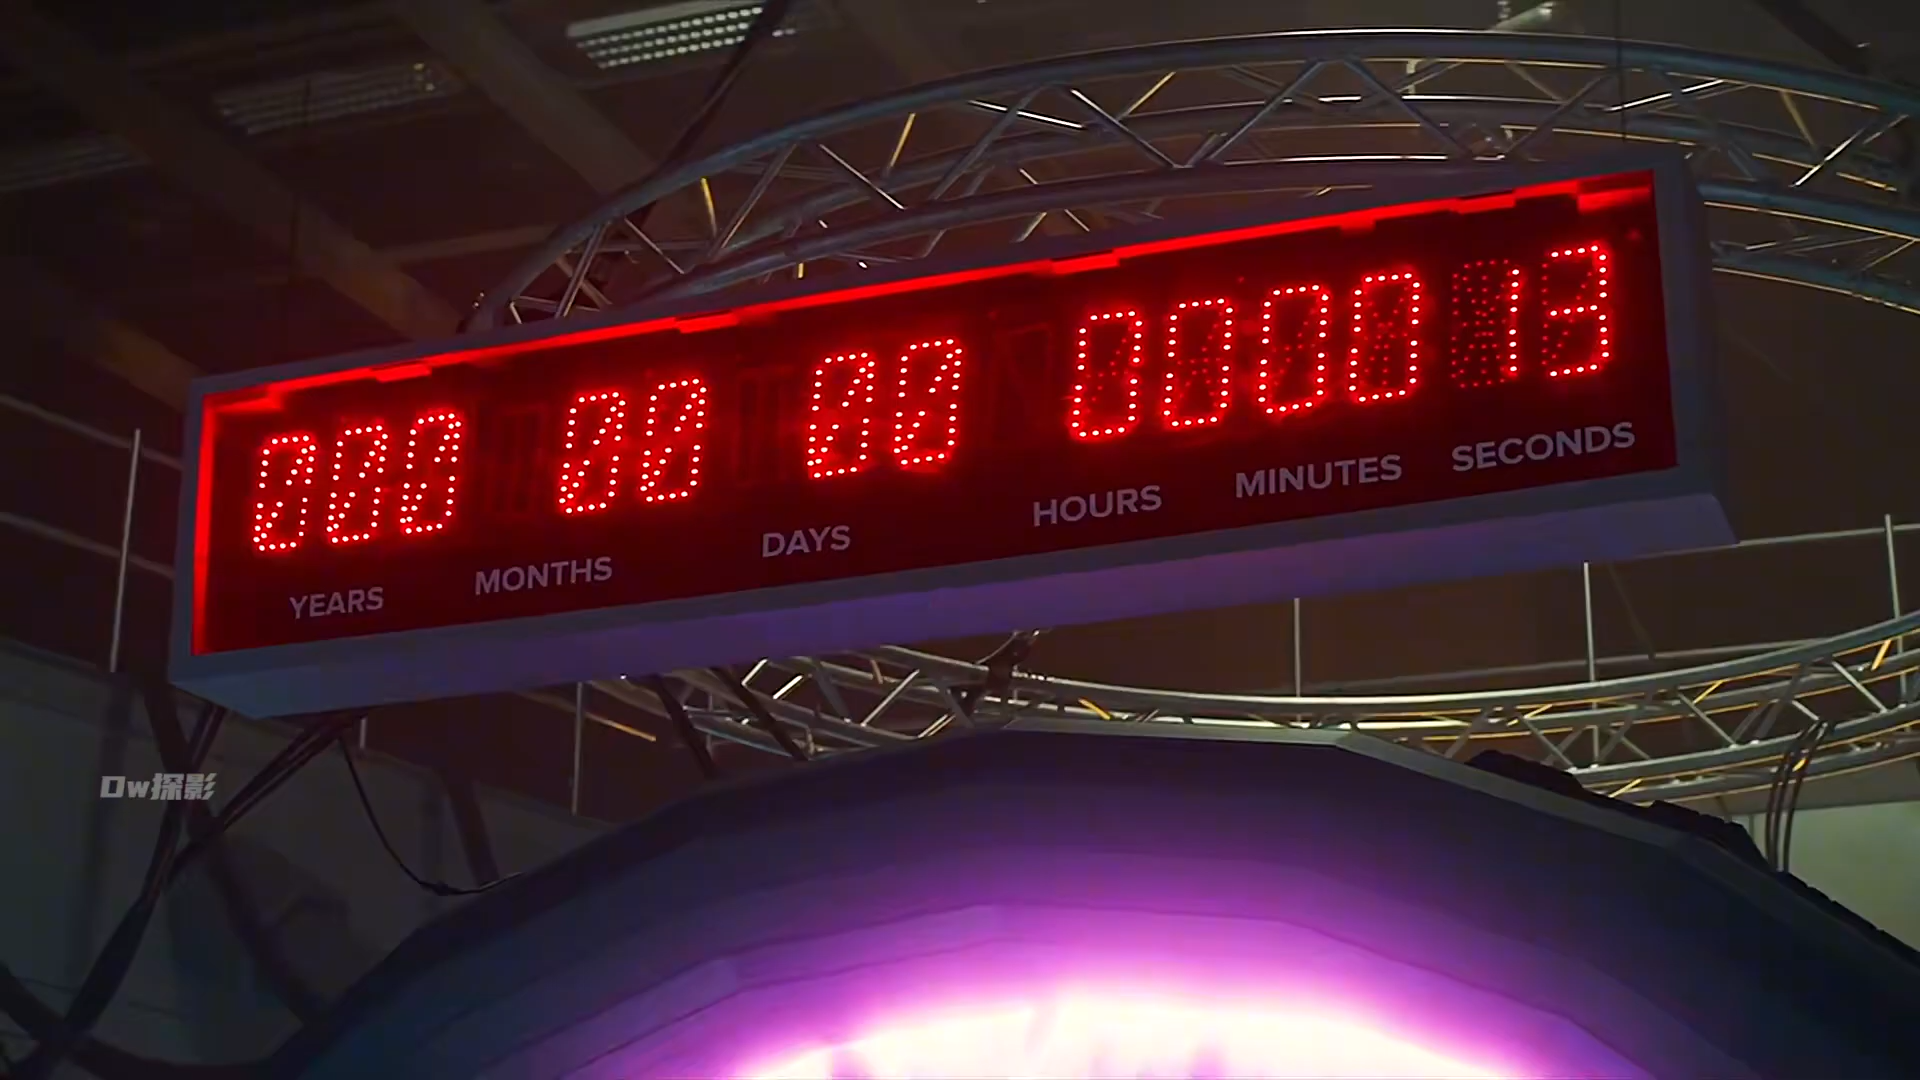 000 00 00 00 00 13
YEARS MONTHS DAYS HOURS MINUTES SECONDS
Dw探影